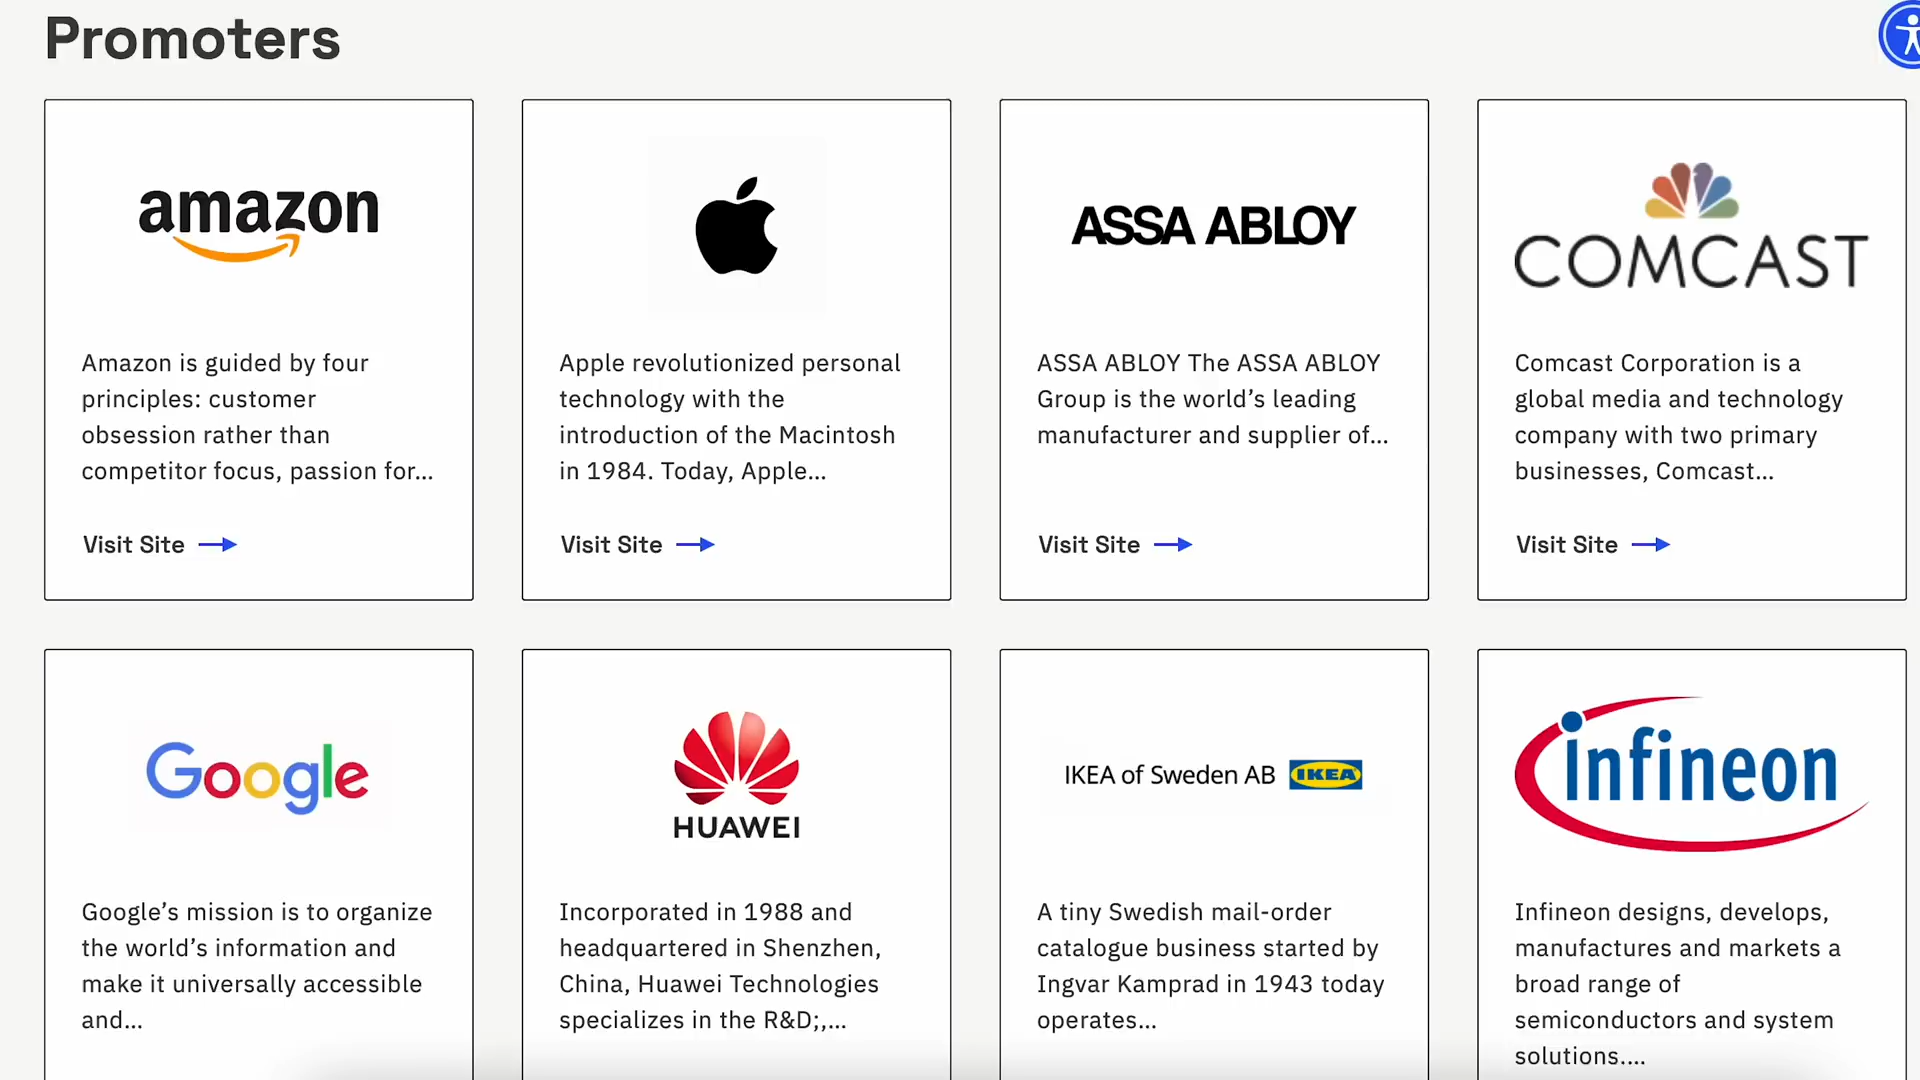 Promoters
amazon
Amazon is guided by four
principles: customer
obsession rather than
competitor focus, passion for...
Visit Site
Apple revolutionized personal
technology with the
introduction of the Macintosh
in 1984. Today, Apple...
Visit Site
ASSA ABLOY
ASSA ABLOY The ASSA ABLOY
Group is the world’s leading
manufacturer and supplier of...
Visit Site
COMCAST
Comcast Corporation is a
global media and technology
company with two primary
businesses, Comcast...
Visit Site
Google
Google’s mission is to organize
the world’s information and
make it universally accessible
and...
HUAWEI
Incorporated in 1988 and
headquartered in Shenzhen,
China, Huawei Technologies
specializes in the R&D;,...
IKEA of Sweden AB IKEA
A tiny Swedish mail-order
catalogue business started by
Ingvar Kamprad in 1943 today
operates...
infineon
Infineon designs, develops,
manufactures and markets a
broad range of
semiconductors and system
solutions....